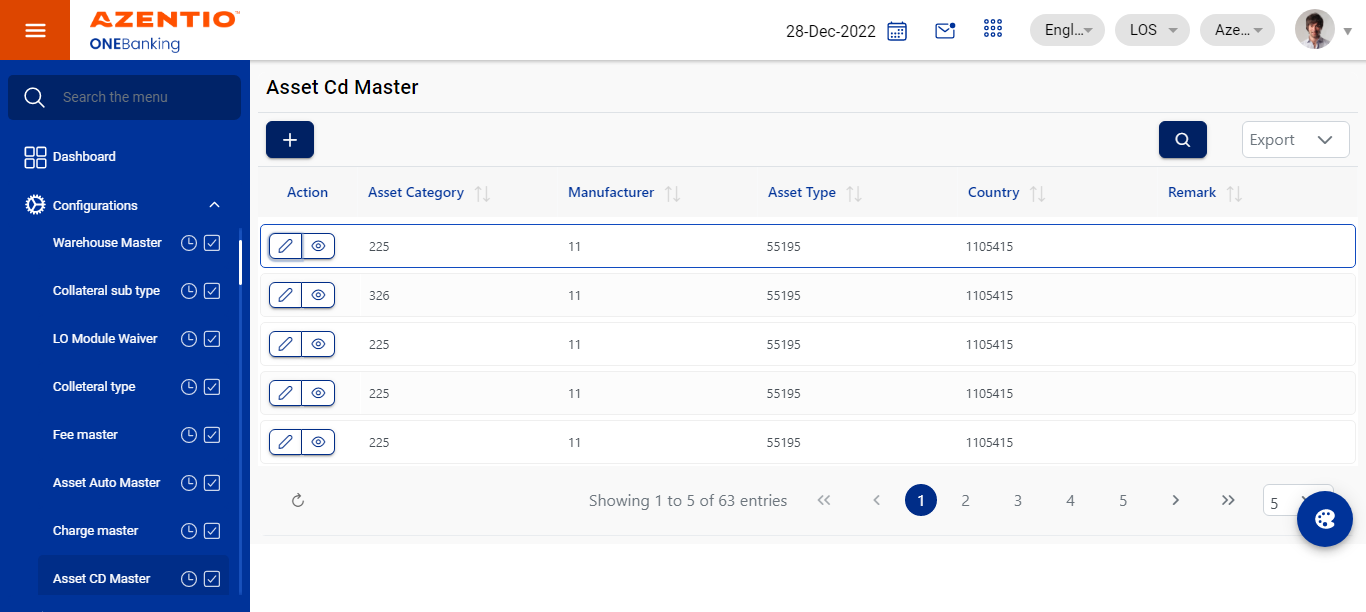 AZENTIO™
ONEBanking
28-Dec-2022
Engl...
LOS
Aze...
Search the menu
Dashboard
Configurations
Warehouse Master
Collateral sub type
LO Module Waiver
Colleteral type
Fee master
Asset Auto Master
Charge master
Asset CD Master
Asset Cd Master
+
Export
Action Asset Category Manufacturer Asset Type Country Remark
225 11 55195 1105415
326 11 55195 1105415
225 11 55195 1105415
225 11 55195 1105415
225 11 55195 1105415
Showing 1 to 5 of 63 entries « ‹ 1 2 3 4 5 › » 5